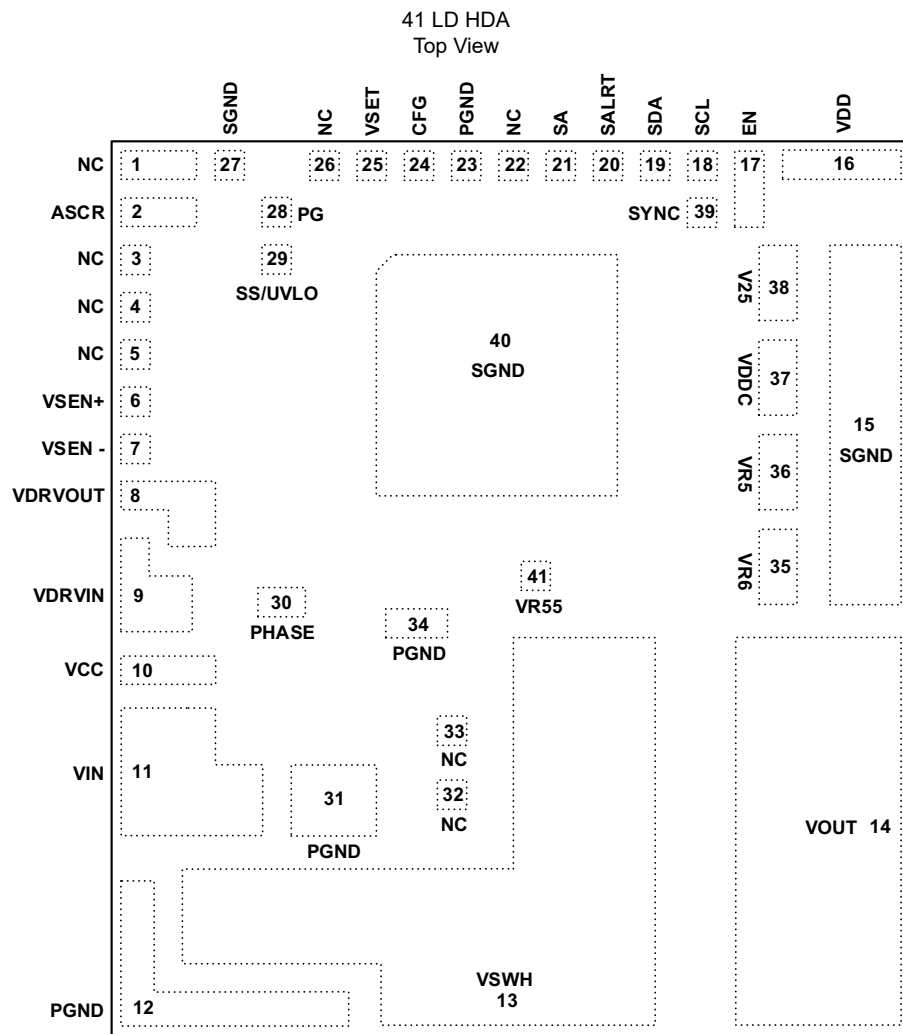 41 LD HDA
Top View
SGND
NC
VSET
CFG
PGND
NC
SA
SALRT
SDA
SCL
EN
VDD
NC 1 27 26 25 24 23 22 21 20 19 18 17 16
ASCR 2 28 PG SYNC 39
NC 3 29
SS/UVLO
V25 38
NC 4
40
SGND
NC 5
VDDC 37
VSEN+ 6
15
SGND
VSEN - 7
VR5 36
VDRVOUT 8
VR6 35
41
VR55
VDRVIN 9
30
PHASE
34
PGND
VCC 10
33
NC
VIN 11
31
PGND
32
NC
VOUT 14
VSWH
13
PGND 12